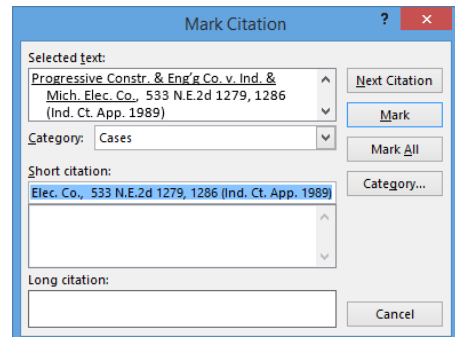 Mark Citation ? ×
Selected text:
Progressive Constr. & Eng'g Co. v. Ind. &
Mich. Elec. Co., 533 N.E.2d 1279, 1286
(Ind. Ct. App. 1989)
Next Citation
Mark
Category: Cases
Mark All
Short citation:
Category...
Elec. Co., 533 N.E.2d 1279, 1286 (Ind. Ct. App. 1989)
Long citation:
Cancel